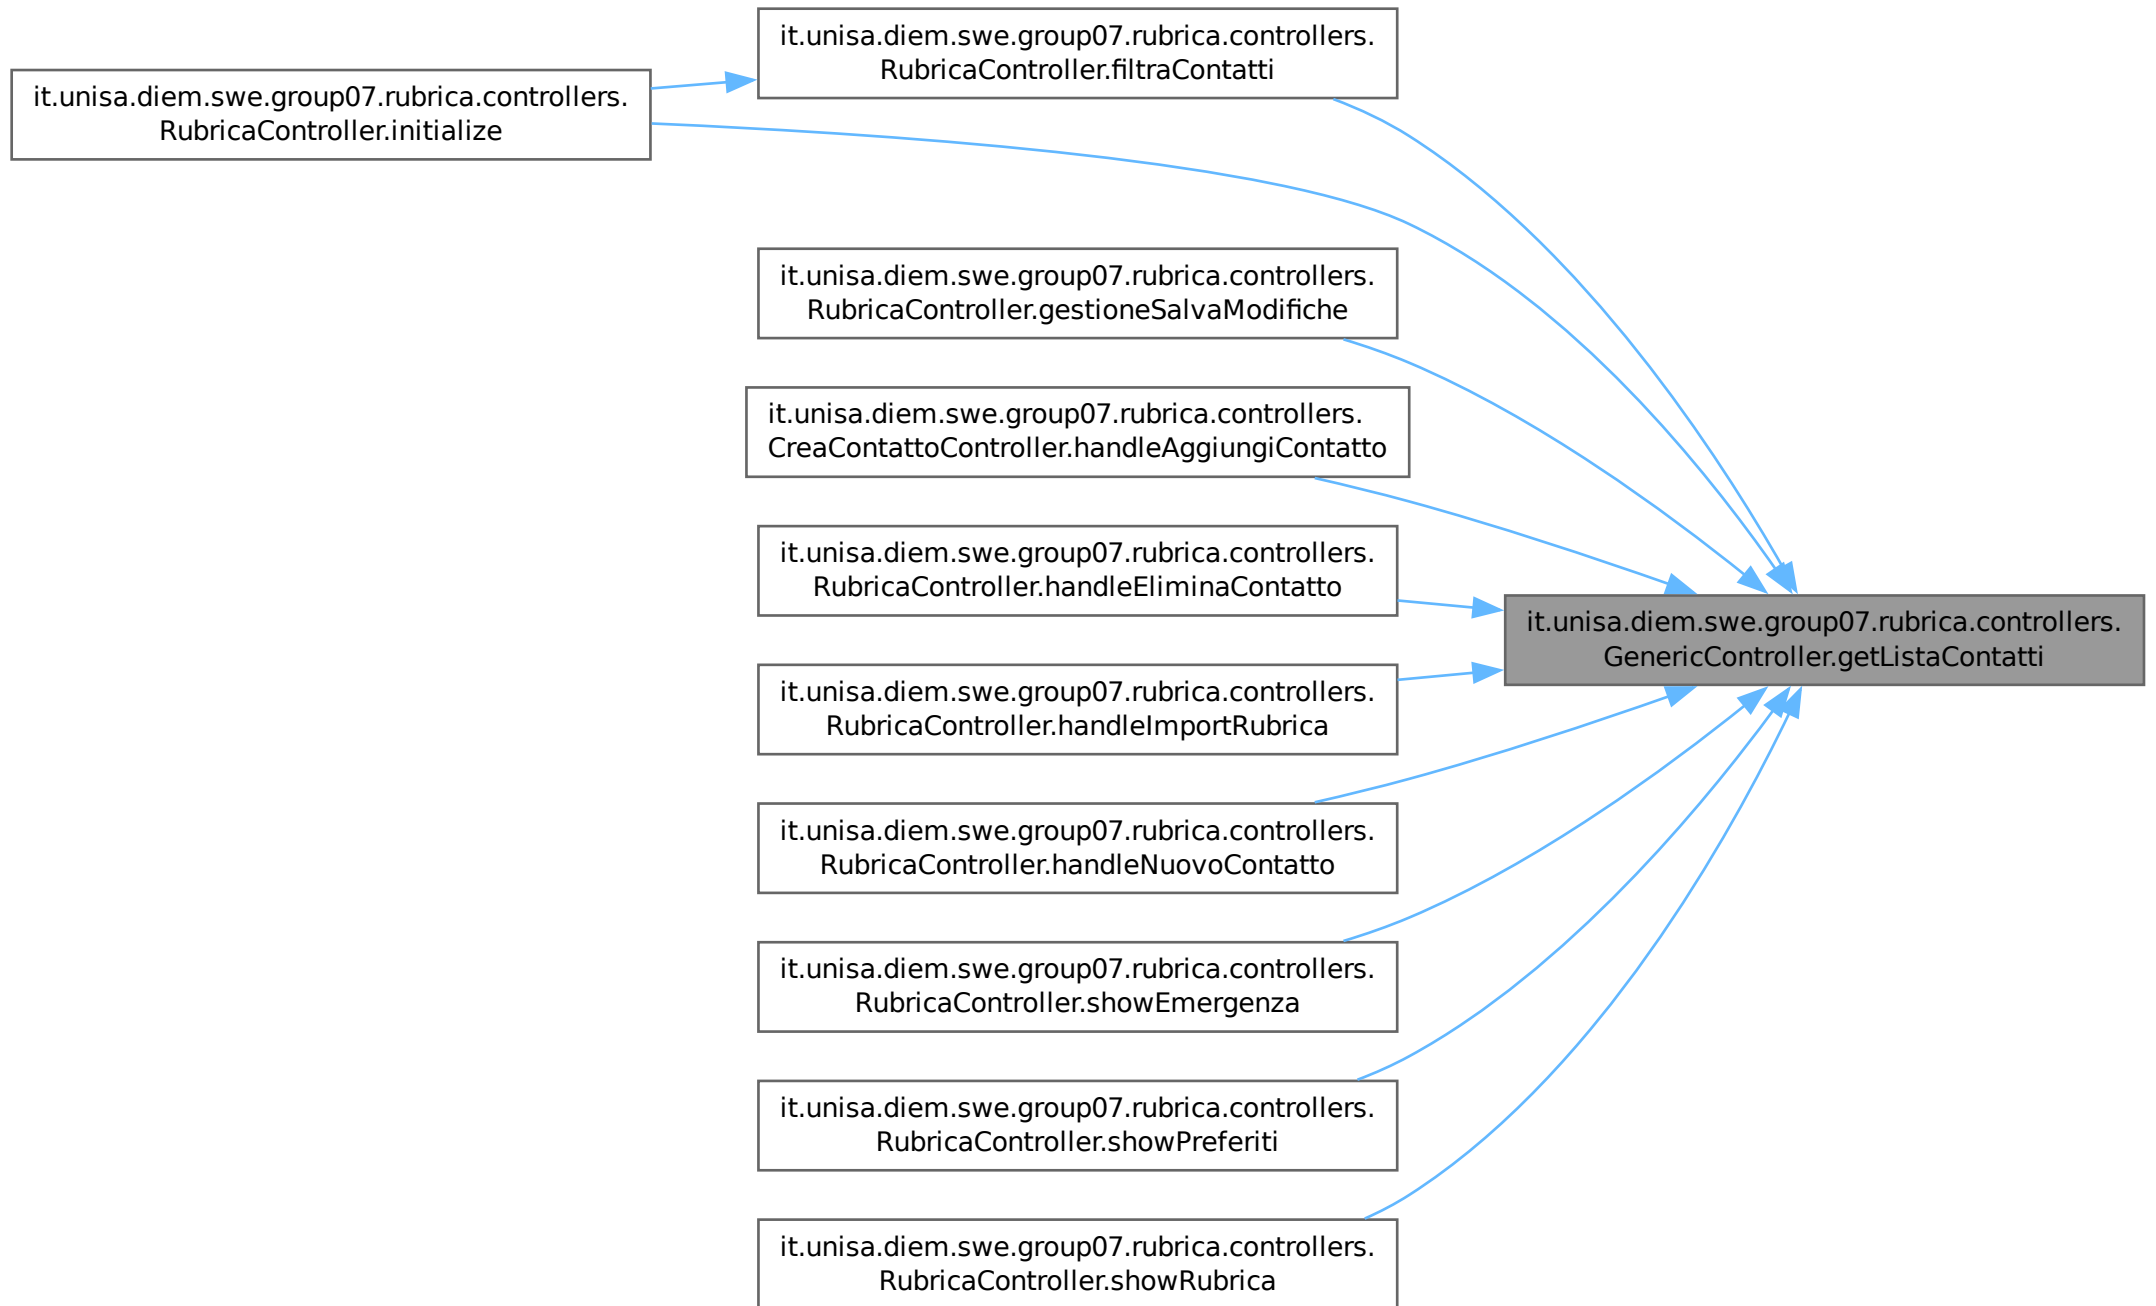 it.unisa.diem.swe.group07.rubrica.controllers.
RubricaController.filtraContatti
it.unisa.diem.swe.group07.rubrica.controllers.
RubricaController.initialize
it.unisa.diem.swe.group07.rubrica.controllers.
RubricaController.gestioneSalvaModifiche
it.unisa.diem.swe.group07.rubrica.controllers.
CreaContattoController.handleAggiungiContatto
it.unisa.diem.swe.group07.rubrica.controllers.
RubricaController.handleEliminaContatto
it.unisa.diem.swe.group07.rubrica.controllers.
GenericController.getListaContatti
it.unisa.diem.swe.group07.rubrica.controllers.
RubricaController.handleImportRubrica
it.unisa.diem.swe.group07.rubrica.controllers.
RubricaController.handleNuovoContatto
it.unisa.diem.swe.group07.rubrica.controllers.
RubricaController.showEmergenza
it.unisa.diem.swe.group07.rubrica.controllers.
RubricaController.showPreferiti
it.unisa.diem.swe.group07.rubrica.controllers.
RubricaController.showRubrica